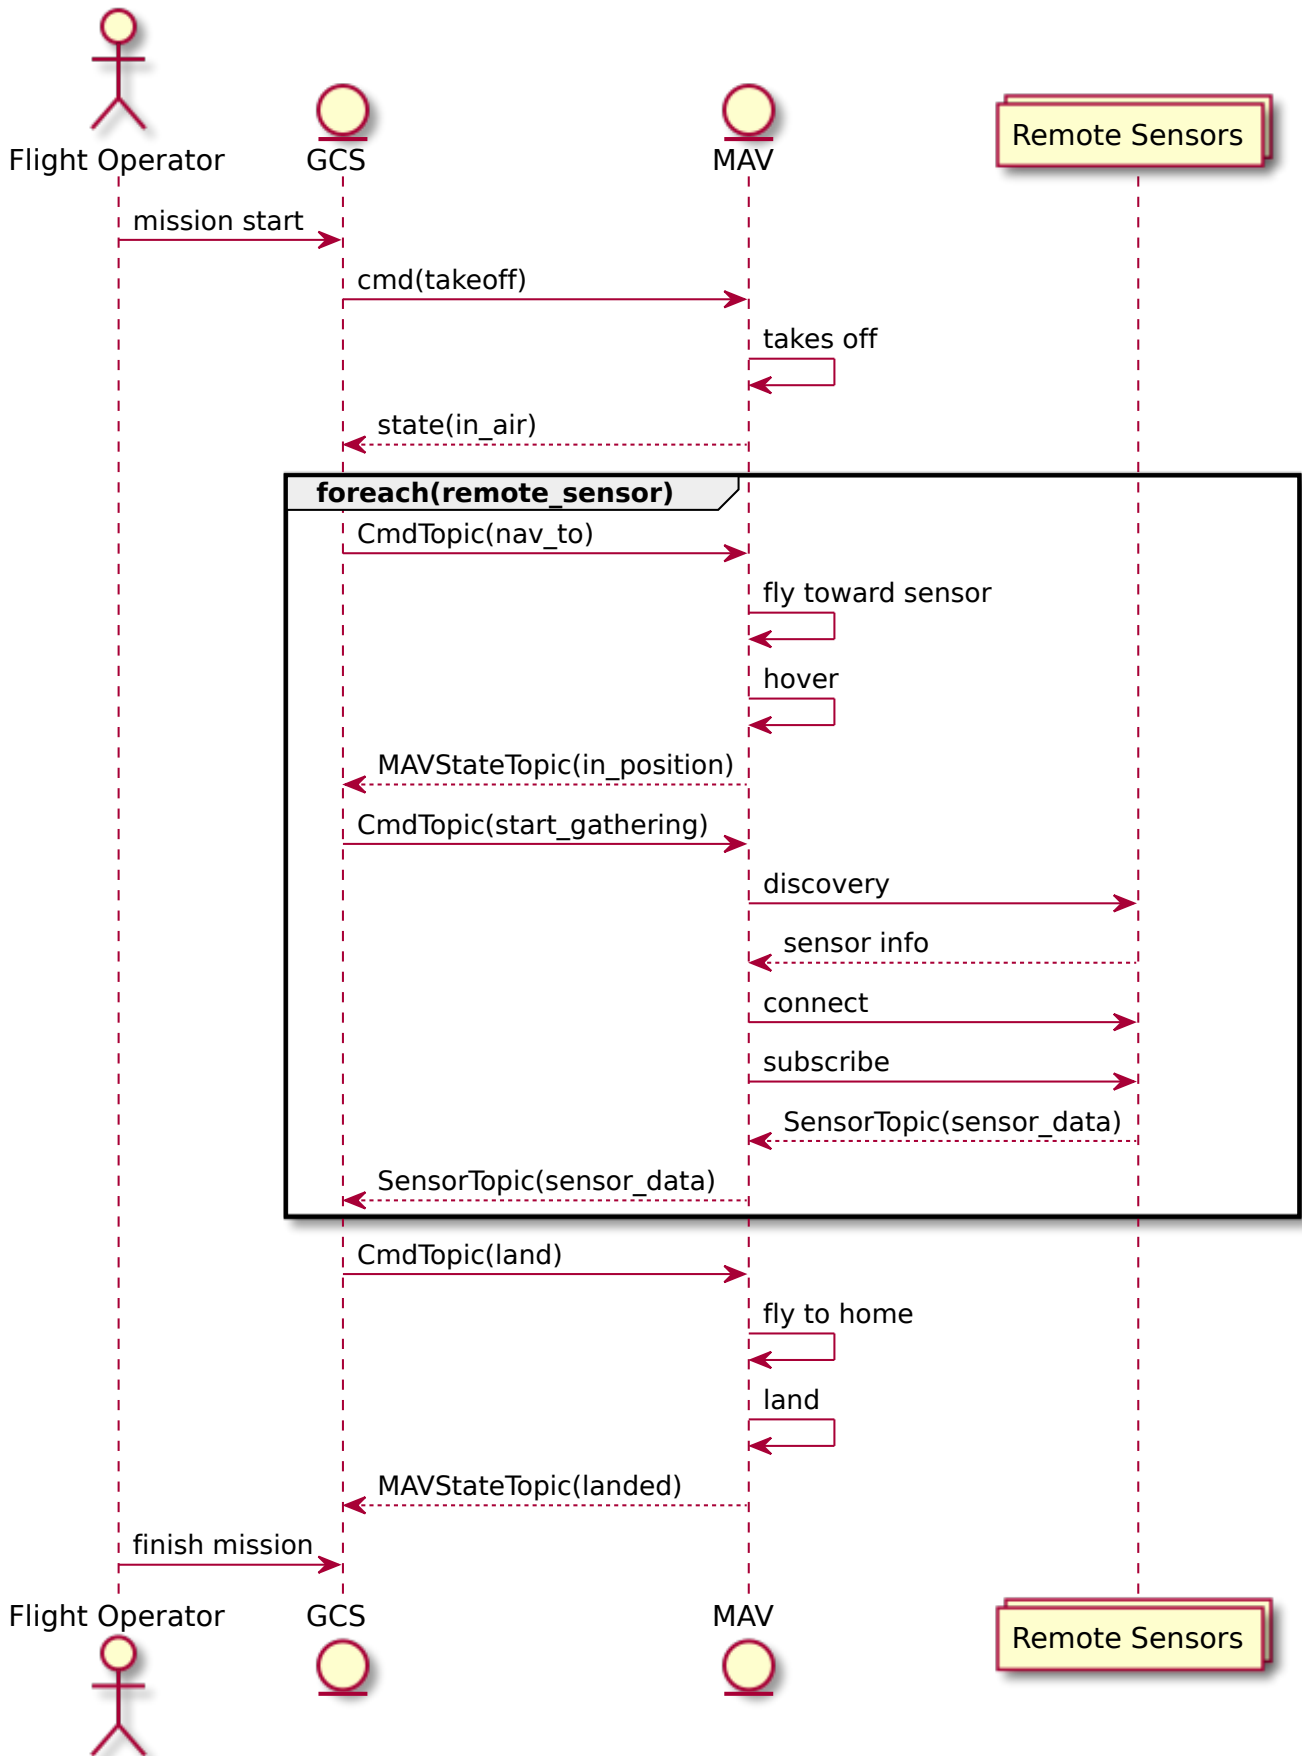 Flight Operator
GCS
MAV
Remote Sensors
mission start
cmd(takeoff)
takes off
state(in_air)
foreach(remote_sensor)
CmdTopic(nav_to)
fly toward sensor
hover
MAVStateTopic(in_position)
CmdTopic(start_gathering)
discovery
sensor info
connect
subscribe
SensorTopic(sensor_data)
SensorTopic(sensor_data)
CmdTopic(land)
fly to home
land
MAVStateTopic(landed)
finish mission
Flight Operator
GCS
MAV
Remote Sensors